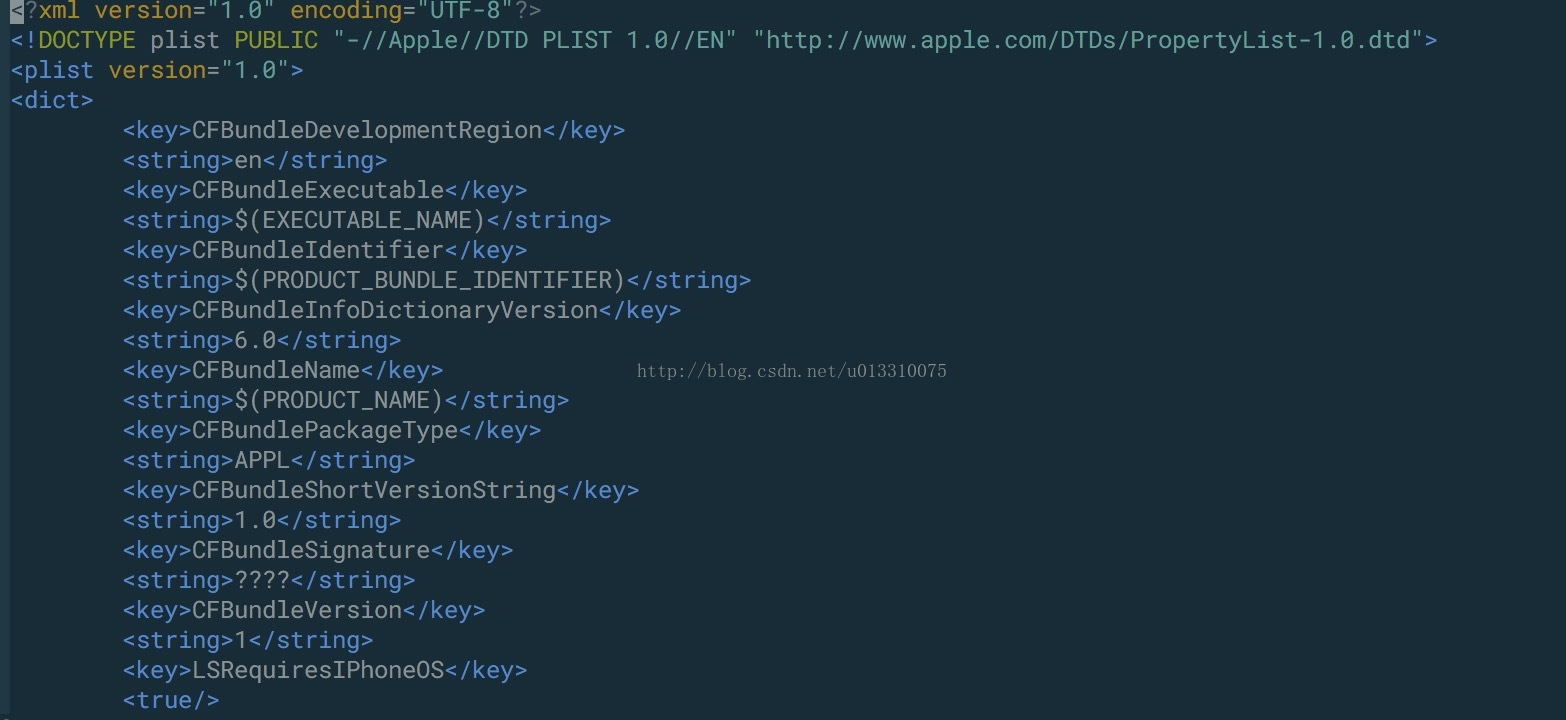 <?xml version="1.0" encoding="UTF-8"?>
<!DOCTYPE plist PUBLIC "-//Apple//DTD PLIST 1.0//EN" "http://www.apple.com/DTDs/PropertyList-1.0.dtd">
<plist version="1.0">
<dict>
<key>CFBundleDevelopmentRegion</key>
<string>en</string>
<key>CFBundleExecutable</key>
<string>$(EXECUTABLE_NAME)</string>
<key>CFBundleIdentifier</key>
<string>$(PRODUCT_BUNDLE_IDENTIFIER)</string>
<key>CFBundleInfoDictionaryVersion</key>
<string>6.0</string>
<key>CFBundleName</key>
http://blog.csdn.net/u013310075
<string>$(PRODUCT_NAME)</string>
<key>CFBundlePackageType</key>
<string>APPL</string>
<key>CFBundleShortVersionString</key>
<string>1.0</string>
<key>CFBundleSignature</key>
<string>????</string>
<key>CFBundleVersion</key>
<string>1</string>
<key>LSRequiresIPhoneOS</key>
<true/>